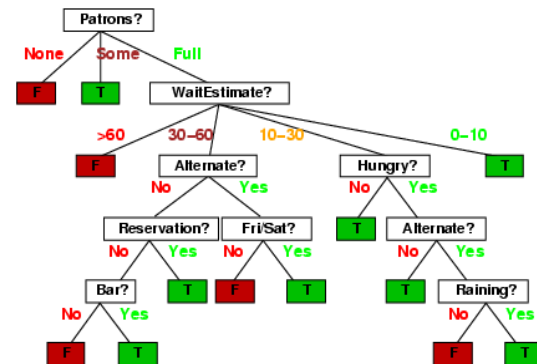 Patrons?
None Some Full
F T WaitEstimate?
>60 30–60 10–30 0–10
F Alternate? Hungry? T
No Yes No Yes
Reservation? Fri/Sat? T Alternate?
No Yes No Yes No Yes
Bar? T F T T Raining?
No Yes No Yes
F T F T